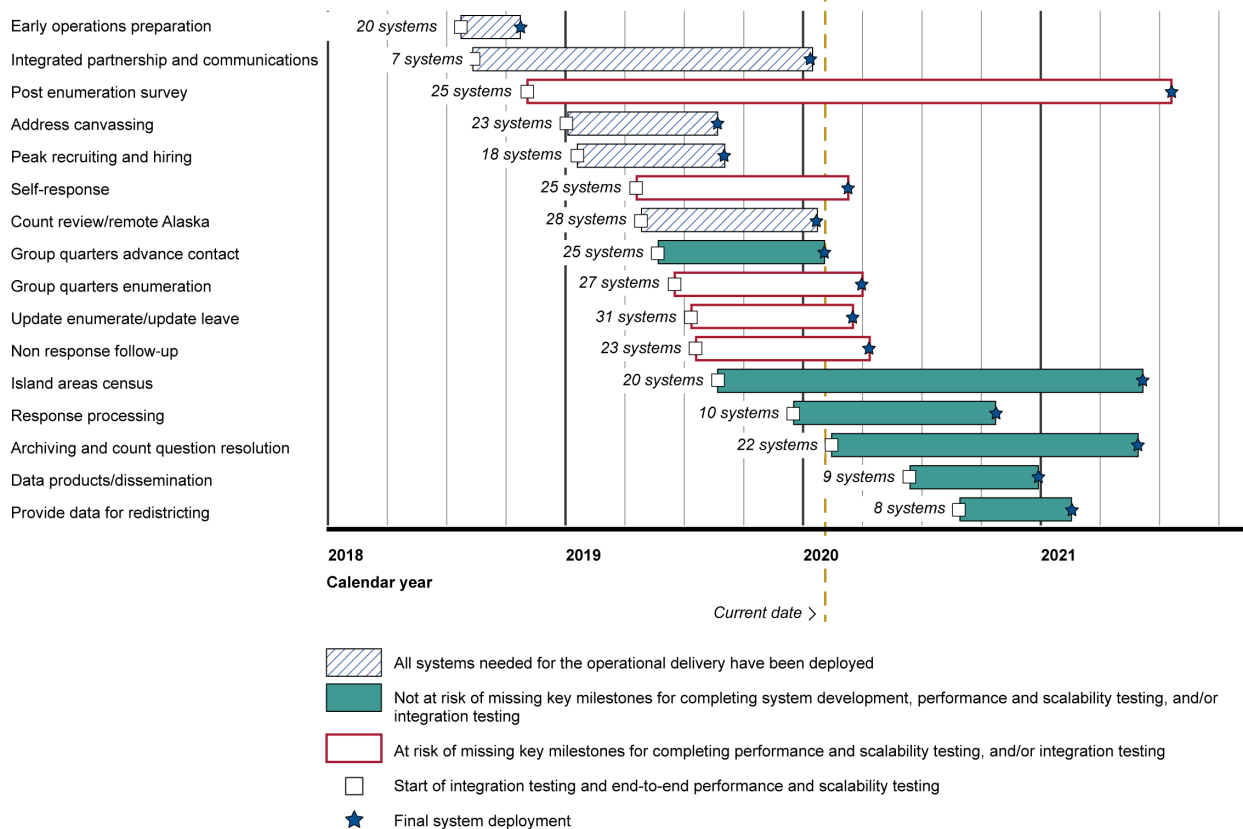 Early operations preparation 20 systems
Integrated partnership and communications 7 systems
Post enumeration survey 25 systems
Address canvassing 23 systems
Peak recruiting and hiring 18 systems
Self-response 25 systems
Count review/remote Alaska 28 systems
Group quarters advance contact 25 systems
Group quarters enumeration 27 systems
Update enumerate/update leave 31 systems
Non response follow-up 23 systems
Island areas census 20 systems
Response processing 10 systems
Archiving and count question resolution 22 systems
Data products/dissemination 9 systems
Provide data for redistricting 8 systems
2018 2019 2020 2021
Calendar year
Current date
All systems needed for the operational delivery have been deployed
Not at risk of missing key milestones for completing system development, performance and scalability testing, and/or
integration testing
At risk of missing key milestones for completing performance and scalability testing, and/or integration testing
Start of integration testing and end-to-end performance and scalability testing
Final system deployment